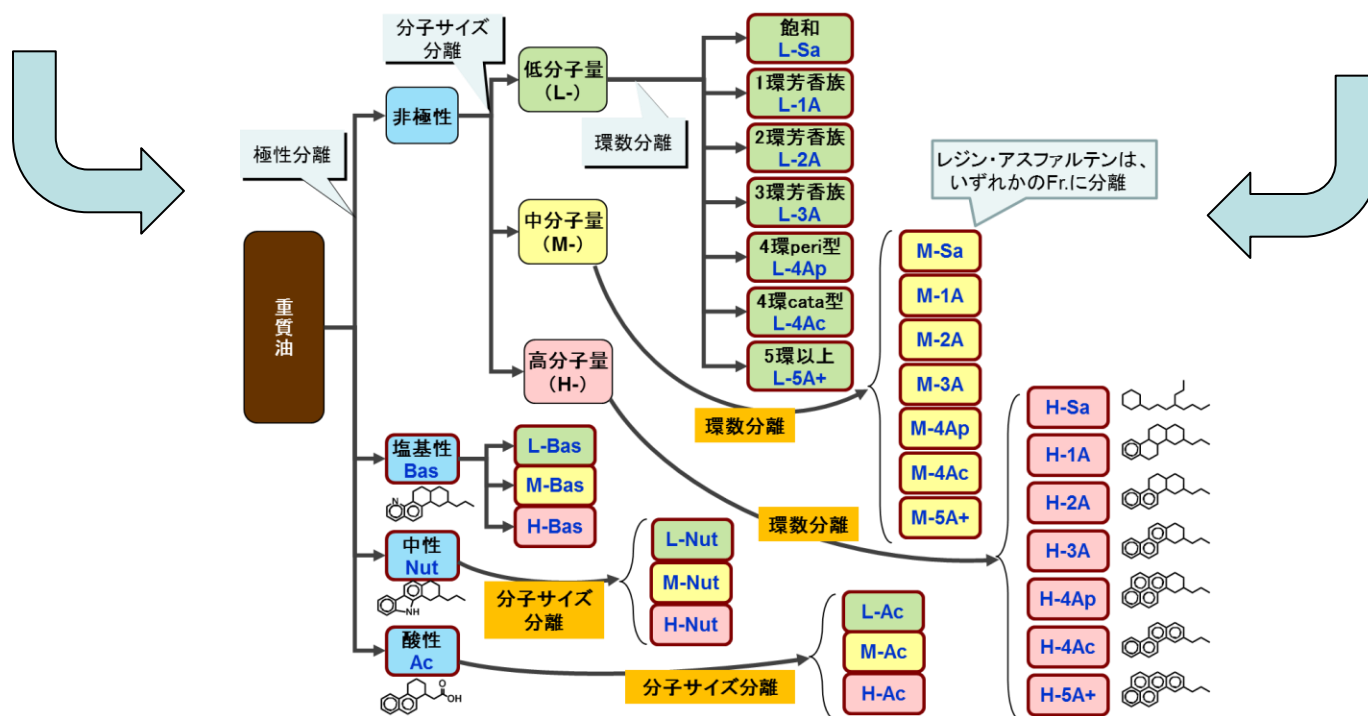 分子サイズ
分離
極性分離
重
質
油
非極性
低分子量
(L-)
環数分離
中分子量
(M-)
高分子量
(H-)
飽和
L-Sa
1環芳香族
L-1A
2環芳香族
L-2A
3環芳香族
L-3A
4環peri型
L-4Ap
4環cata型
L-4Ac
5環以上
L-5A+
レジン・アスファルテンは、
いずれかのFr.に分離
M-Sa
M-1A
M-2A
M-3A
M-4Ap
M-4Ac
M-5A+
環数分離
H-Sa
H-1A
H-2A
H-3A
H-4Ap
H-4Ac
H-5A+
環数分離
塩基性
Bas
N
L-Bas
M-Bas
H-Bas
中性
Nut
NH
分子サイズ
分離
L-Nut
M-Nut
H-Nut
酸性
Ac
O
OH
分子サイズ分離
L-Ac
M-Ac
H-Ac